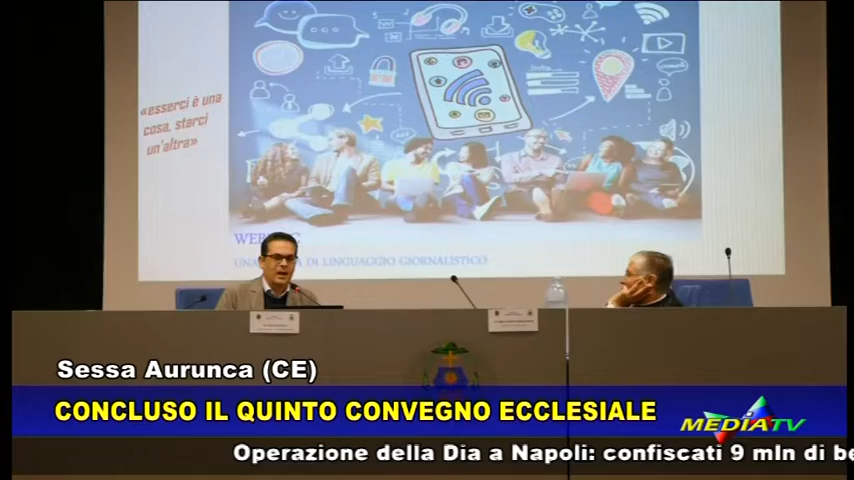 «esserci è una
cosa, starci
un'altra»
DI LINGUAGGIO GIORNALISTICO
Sessa Aurunca (CE)
CONCLUSO IL QUINTO CONVEGNO ECCLESIALE
MEDIATV
Operazione della Dia a Napoli: confiscati 9 mln di be